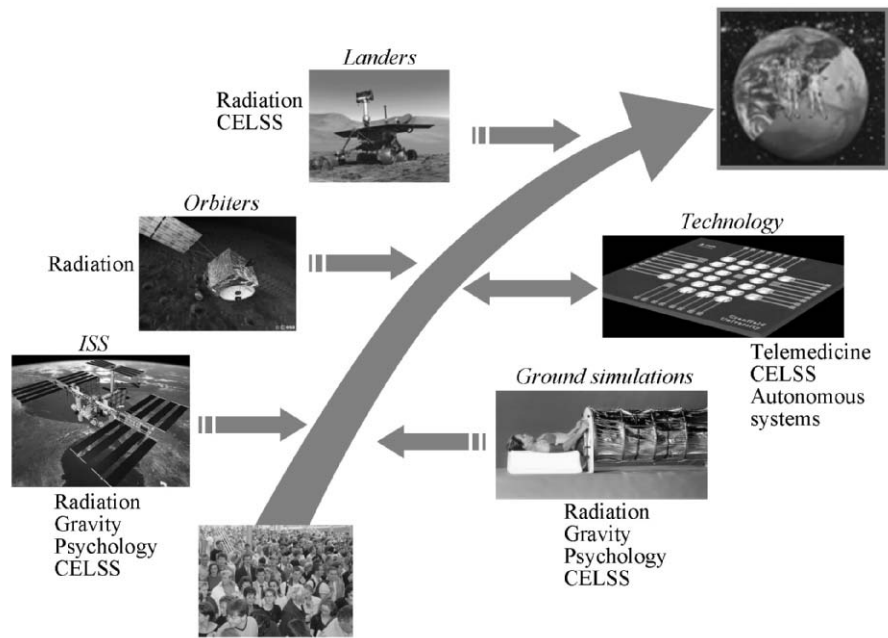 Landers
Radiation
CELSS
Orbiters
Radiation
Technology
ISS
Telemedicine
CELSS
Autonomous
systems
Ground simulations
Radiation
Gravity
Psychology
CELSS
Radiation
Gravity
Psychology
CELSS